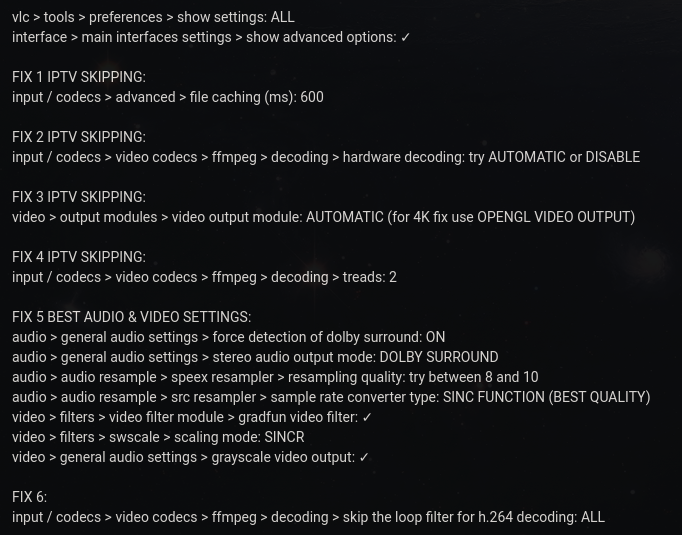 vlc > tools > preferences > show settings: ALL
interface > main interfaces settings > show advanced options: ✓
FIX 1 IPTV SKIPPING:
input / codecs > advanced > file caching (ms): 600
FIX 2 IPTV SKIPPING:
input / codecs > video codecs > ffmpeg > decoding > hardware decoding: try AUTOMATIC or DISABLE
FIX 3 IPTV SKIPPING:
video > output modules > video output module: AUTOMATIC (for 4K fix use OPENGL VIDEO OUTPUT)
FIX 4 IPTV SKIPPING:
input / codecs > video codecs > ffmpeg > decoding > treads: 2
FIX 5 BEST AUDIO & VIDEO SETTINGS:
audio > general audio settings > force detection of dolby surround: ON
audio > general audio settings > stereo audio output mode: DOLBY SURROUND
audio > audio resample > speex resampler > resampling quality: try between 8 and 10
audio > audio resample > src resampler > sample rate converter type: SINC FUNCTION (BEST QUALITY)
video > filters > video filter module > gradfun video filter: ✓
video > filters > swscale > scaling mode: SINCR
video > general audio settings > grayscale video output: ✓
FIX 6:
input / codecs > video codecs > ffmpeg > decoding > skip the loop filter for h.264 decoding: ALL